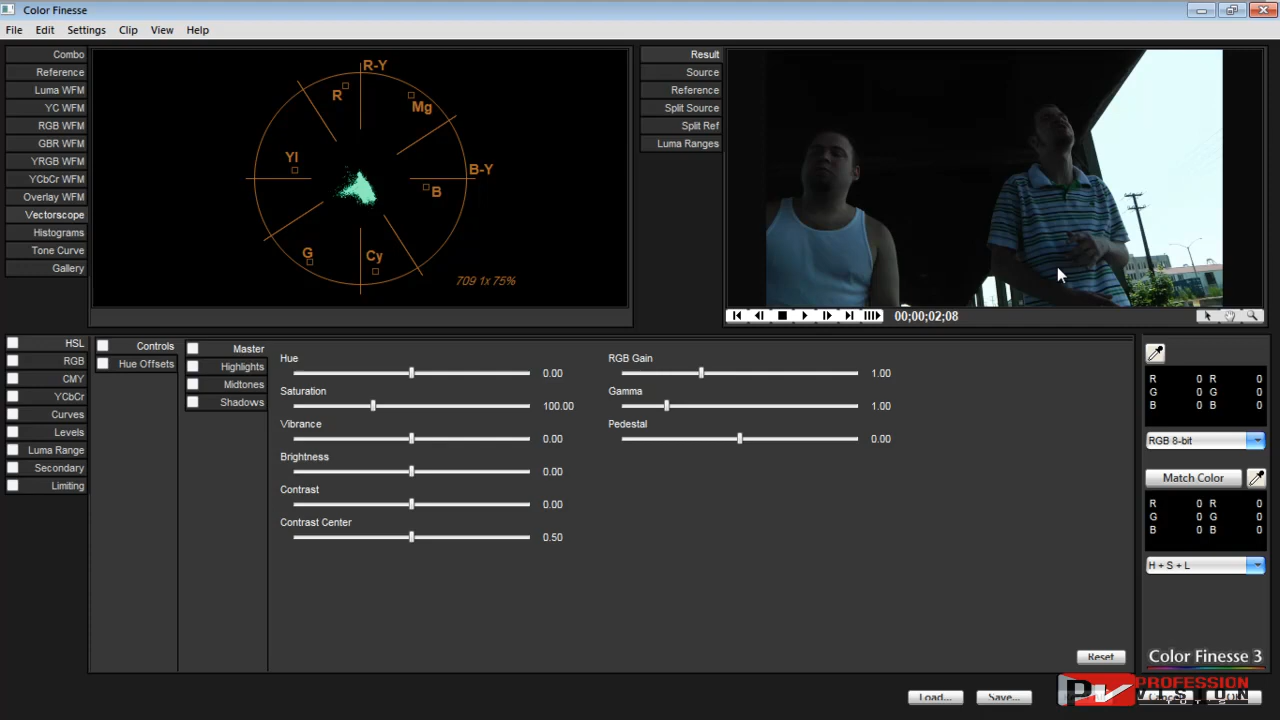 Color Finesse
File Edit Settings Clip View Help
Combo
Reference
Luma WFM
YC WFM
RGB WFM
GBR WFM
YRGB WFM
YCbCr WFM
Overlay WFM
Vectorscope
Histograms
Tone Curve
Gallery
R-Y
R
Mg
Yl
B-Y
B
G
Cy
709 1x 75%
Result
Source
Reference
Split Source
Split Ref
Luma Ranges
00;00;02;08
HSL
RGB
CMY
YCbCr
Curves
Levels
Luma Range
Secondary
Limiting
Controls
Hue Offsets
Master
Highlights
Midtones
Shadows
Hue 0.00
Saturation 100.00
Vibrance 0.00
Brightness 0.00
Contrast 0.00
Contrast Center 0.50
RGB Gain 1.00
Gamma 1.00
Pedestal 0.00
Reset
R 0 R 0
G 0 G 0
B 0 B 0
RGB 8-bit
Match Color
R 0 R 0
G 0 G 0
B 0 B 0
H + S + L
Color Finesse 3
Load... Save...
PV PROFESSION
VISION